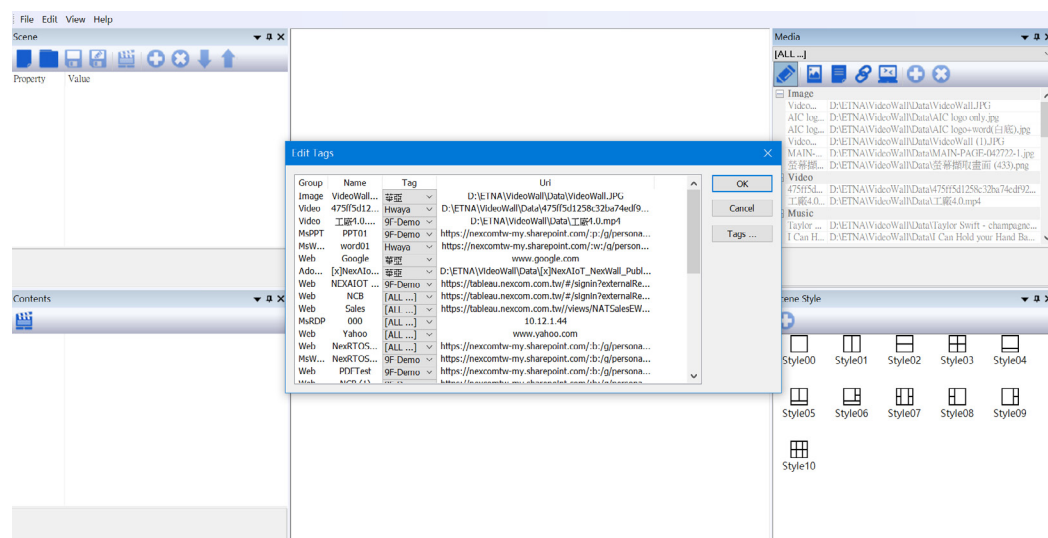 File Edit View Help
Scene
Property Value
Contents
Edit Tags
Group Name Tag Uri
Image VideoWall... 華亞 D:\ETNA\VideoWall\Data\VideoWall.JPG
Video 475ff5d12... Hwaya D:\ETNA\VideoWall\Data\475ff5d1258c32ba74edf9...
Video 工廠4.0.... 9F-Demo D:\ETNA\VideoWall\Data\工廠4.0.mp4
MsPPT PPT01 9F-Demo https://nexcomtw-my.sharepoint.com/:p:/g/persona...
MsW... word01 Hwaya https://nexcomtw-my.sharepoint.com/:w:/g/person...
Web Google 華亞 www.google.com
Ado... [x]NexAIo... 華亞 D:\ETNA\VideoWall\Data\[x]NexAIoT_NexWall_Publ...
Web NEXAIOT ... 9F-Demo https://tableau.nexcom.com.tw/#/signin?externalRe...
Web NCB [ALL ...] https://tableau.nexcom.com.tw/#/signin?externalRe...
Web Sales [ALL ...] https://tableau.nexcom.com.tw//views/NATSalesEW...
MsRDP 000 [ALL ...] 10.12.1.44
Web Yahoo [ALL ...] www.yahoo.com
Web NexRTOS... [ALL ...] https://nexcomtw-my.sharepoint.com/:b:/g/persona...
MsW... NexRTOS... 9F-Demo https://nexcomtw-my.sharepoint.com/:b:/g/persona...
Web PDFTest 9F-Demo https://nexcomtw-my.sharepoint.com/:b:/g/persona...
OK
Cancel
Tags ...
Media
[ALL ...]
Image
Video... D:\ETNA\VideoWall\Data\VideoWall.JPG
AIC log... D:\ETNA\VideoWall\Data\AIC logo only.jpg
AIC log... D:\ETNA\VideoWall\Data\AIC logo+word(白底).jpg
Video... D:\ETNA\VideoWall\Data\VideoWall (1).JPG
MAIN-... D:\ETNA\VideoWall\Data\MAIN-PAGE-042722-1.jpg
螢幕擷... D:\ETNA\VideoWall\Data\螢幕擷取畫面 (433).png
Video
475ff5d... D:\ETNA\VideoWall\Data\475ff5d1258c32ba74edf92...
工廠4.0... D:\ETNA\VideoWall\Data\工廠4.0.mp4
Music
Taylor ... D:\ETNA\VideoWall\Data\Taylor Swift - champagne...
I Can H... D:\ETNA\VideoWall\Data\I Can Hold your Hand Ba...
cene Style
Style00 Style01 Style02 Style03 Style04
Style05 Style06 Style07 Style08 Style09
Style10